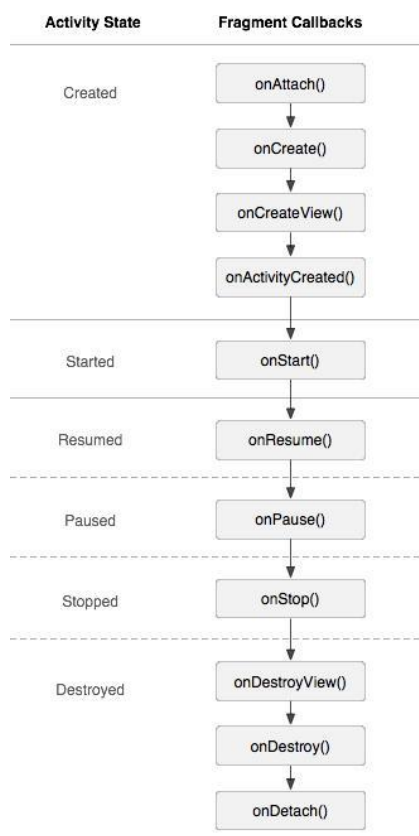 Activity State Fragment Callbacks
Created
onAttach()
onCreate()
onCreateView()
onActivityCreated()
Started onStart()
Resumed onResume()
Paused onPause()
Stopped onStop()
Destroyed onDestroyView()
onDestroy()
onDetach()